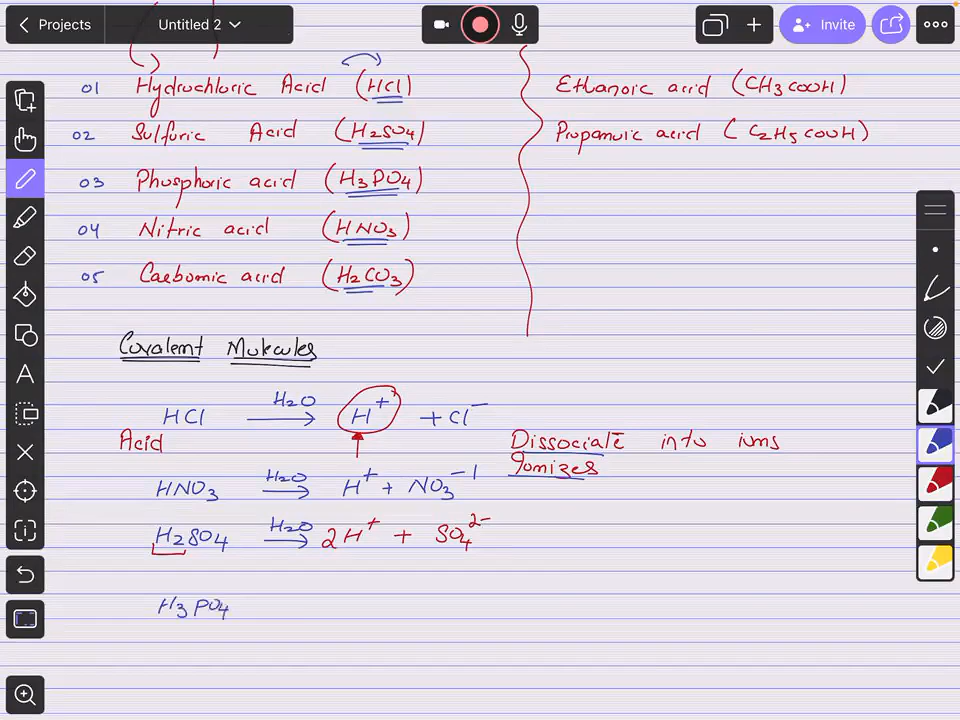 Projects
Untitled 2
Invite
01 Hydrochloric Acid (HCl)
02 Sulfuric Acid (H2SO4)
03 Phosphoric acid (H3PO4)
04 Nitric acid (HNO3)
05 Carbomic acid (H2CO3)
Ethanoic acid (CH3COOH)
Propanoic acid (C2H5COOH)
Covalent Molecules
HCl H2O→ H+ + Cl−
Acid
Dissociate into ions
Ionizes
HNO3 H2O→ H+ + NO3−1
H2SO4 H2O→ 2H+ + SO4 2−
H3PO4
A